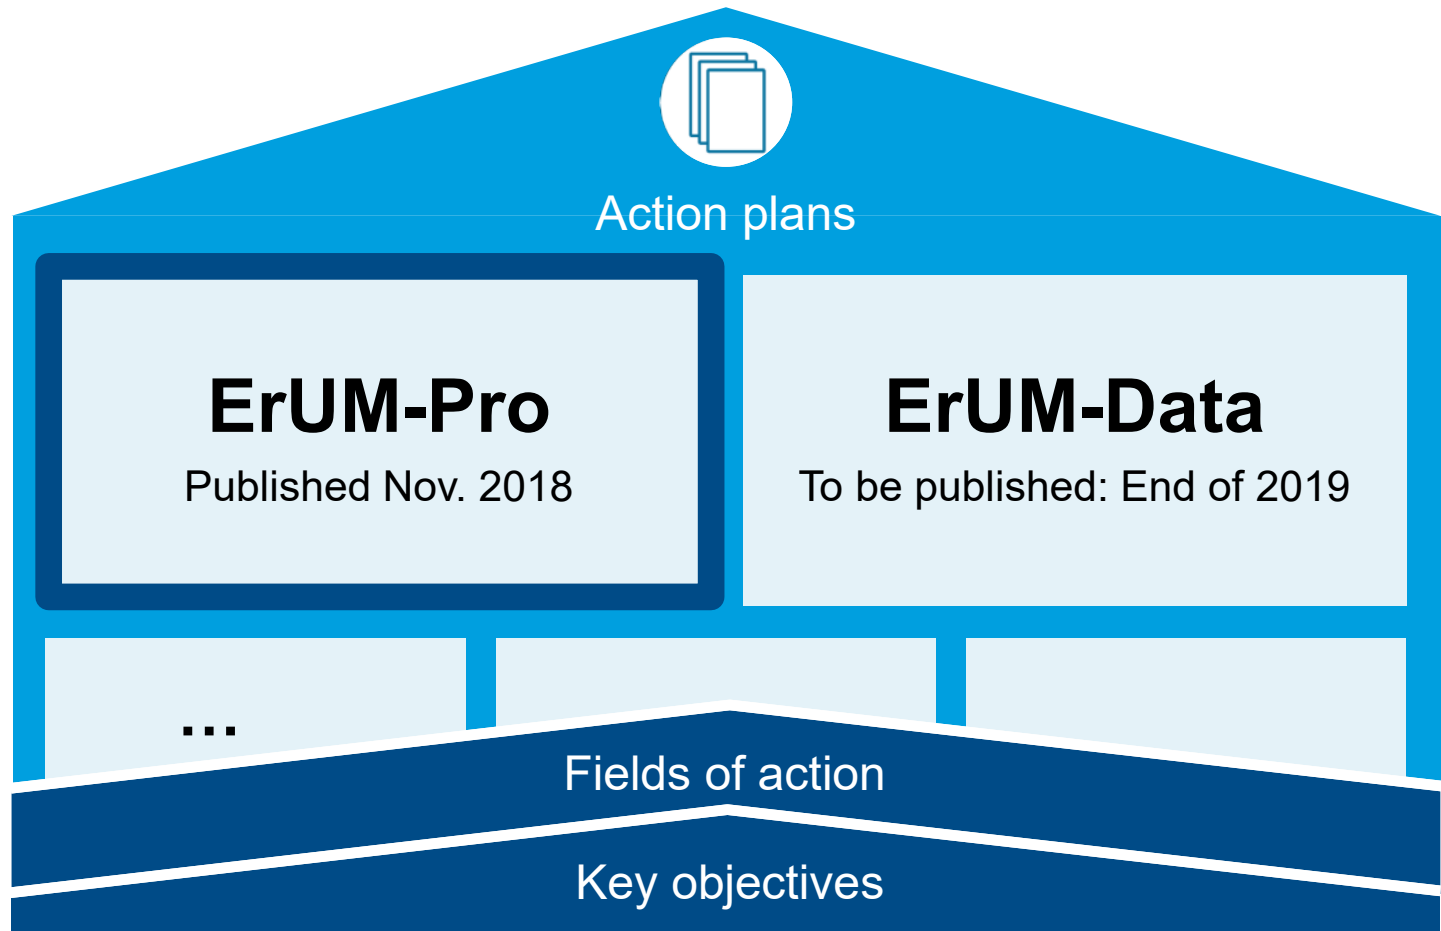 Action plans
ErUM-Pro
Published Nov. 2018
ErUM-Data
To be published: End of 2019
...
Fields of action
Key objectives